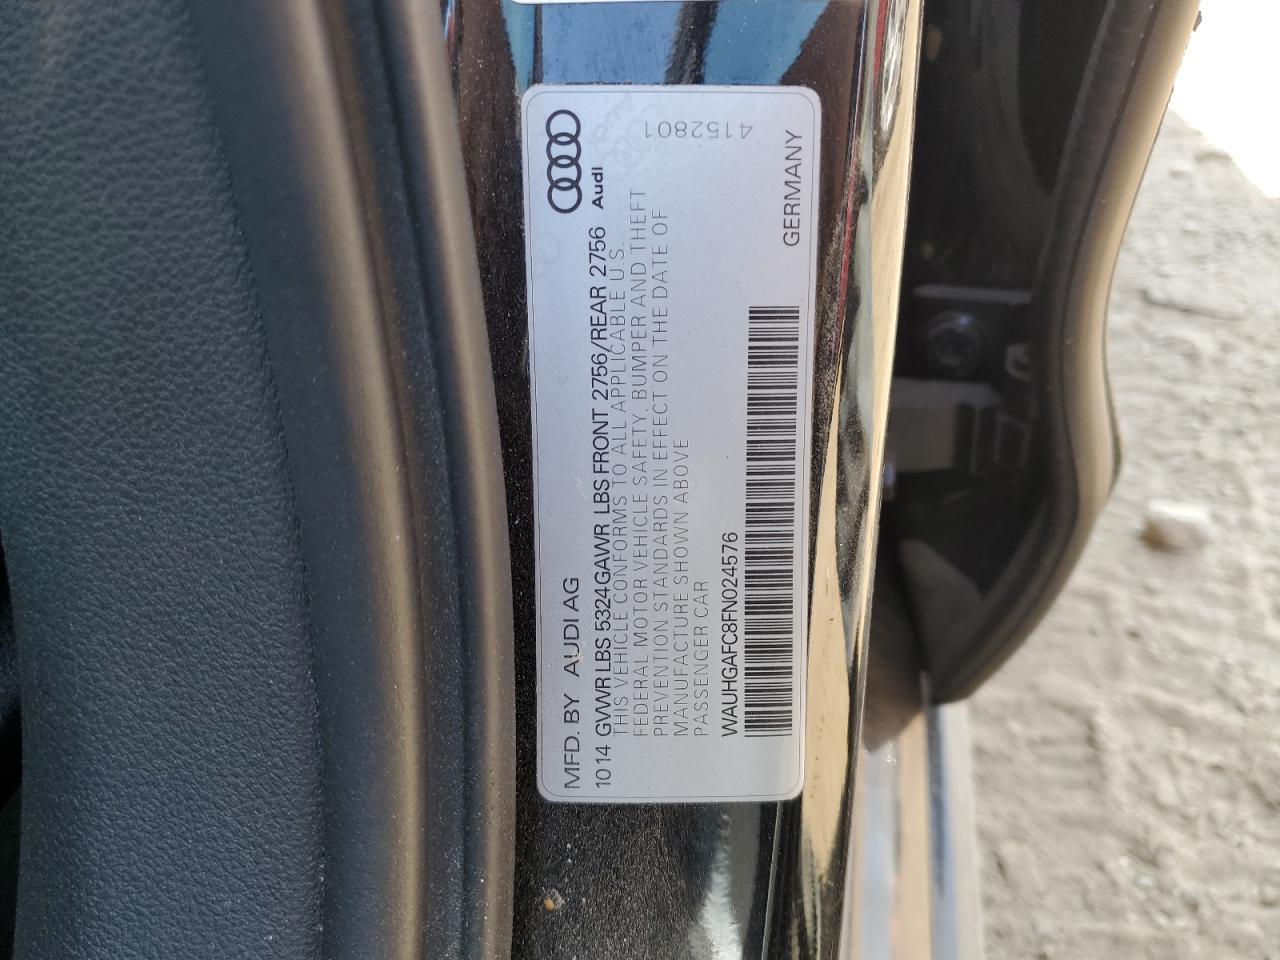 Audi
4152801
MFD. BY AUDI AG
1014 GVWR LBS 5324 GAWR LBS FRONT 2756/REAR 2756
THIS VEHICLE CONFORMS TO ALL APPLICABLE U.S.
FEDERAL MOTOR VEHICLE SAFETY, BUMPER AND THEFT
PREVENTION STANDARDS IN EFFECT ON THE DATE OF
MANUFACTURE SHOWN ABOVE
PASSENGER CAR
WAUHGAFC8FN024576
GERMANY